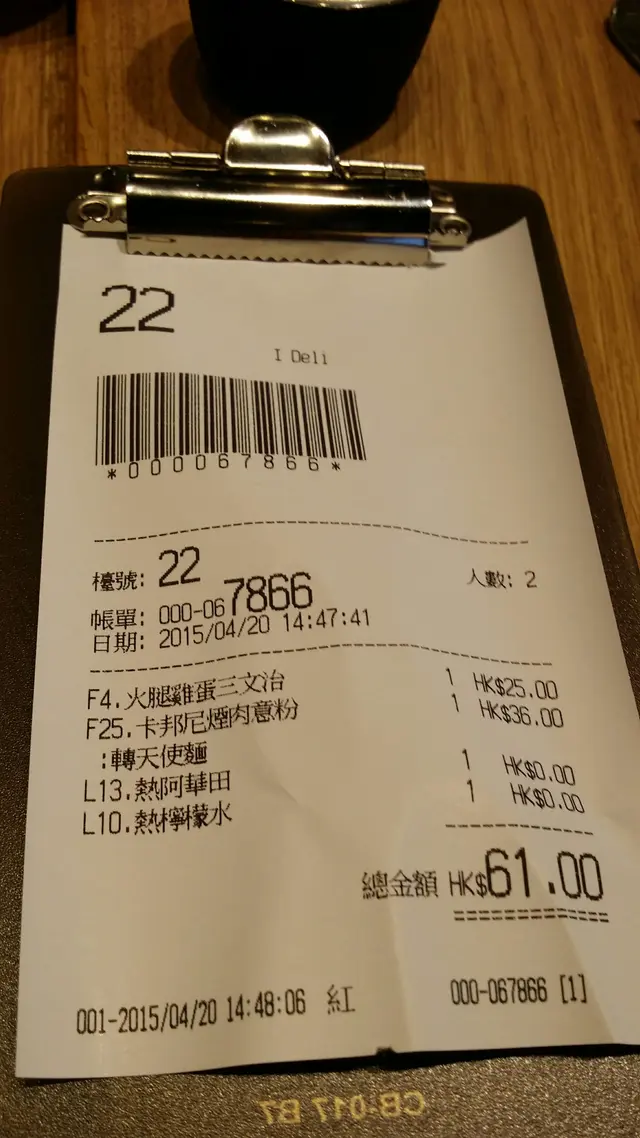 22
I Deli
*000067866*
檯號: 22 人數: 2
帳單: 000-067866
日期: 2015/04/20 14:47:41
F4.火腿雞蛋三文治 1 HK$25.00
F25.卡邦尼煙肉意粉 1 HK$36.00
:轉天使麵
L13.熱阿華田 1 HK$0.00
L10.熱檸檬水 1 HK$0.00
總金額 HK$61.00
001-2015/04/20 14:48:06 紅 000-067866 [1]
CB-017 B7